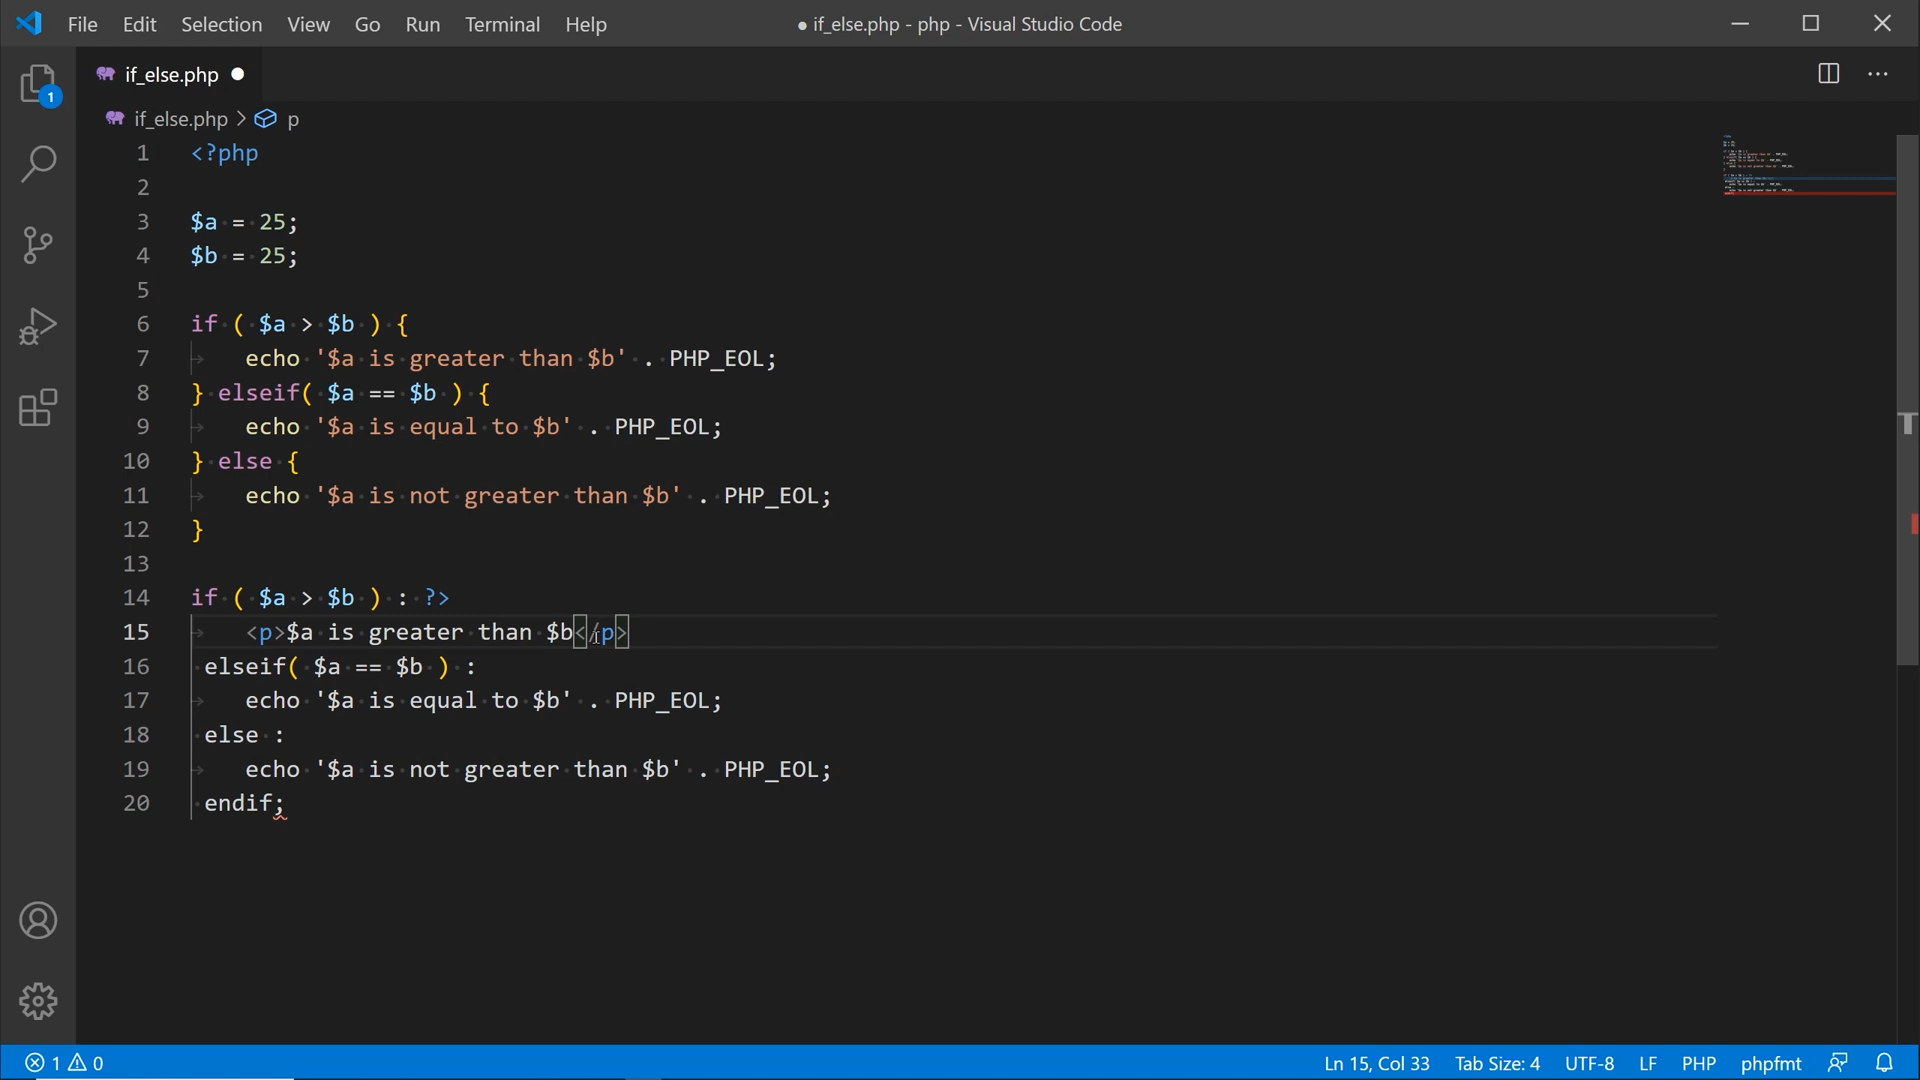 File Edit Selection View Go Run Terminal Help ● if_else.php - php - Visual Studio Code
if_else.php
1
if_else.php > p
1 <?php
2
3 $a = 25;
4 $b = 25;
5
6 if ( $a > $b ) {
7 echo '$a is greater than $b' . PHP_EOL;
8 } elseif( $a == $b ) {
9 echo '$a is equal to $b' . PHP_EOL;
10 } else {
11 echo '$a is not greater than $b' . PHP_EOL;
12 }
13
14 if ( $a > $b ) : ?>
15 <p>$a is greater than $b</p>
16 elseif( $a == $b ) :
17 echo '$a is equal to $b' . PHP_EOL;
18 else :
19 echo '$a is not greater than $b' . PHP_EOL;
20 endif;
1 0 Ln 15, Col 33 Tab Size: 4 UTF-8 LF PHP phpfmt